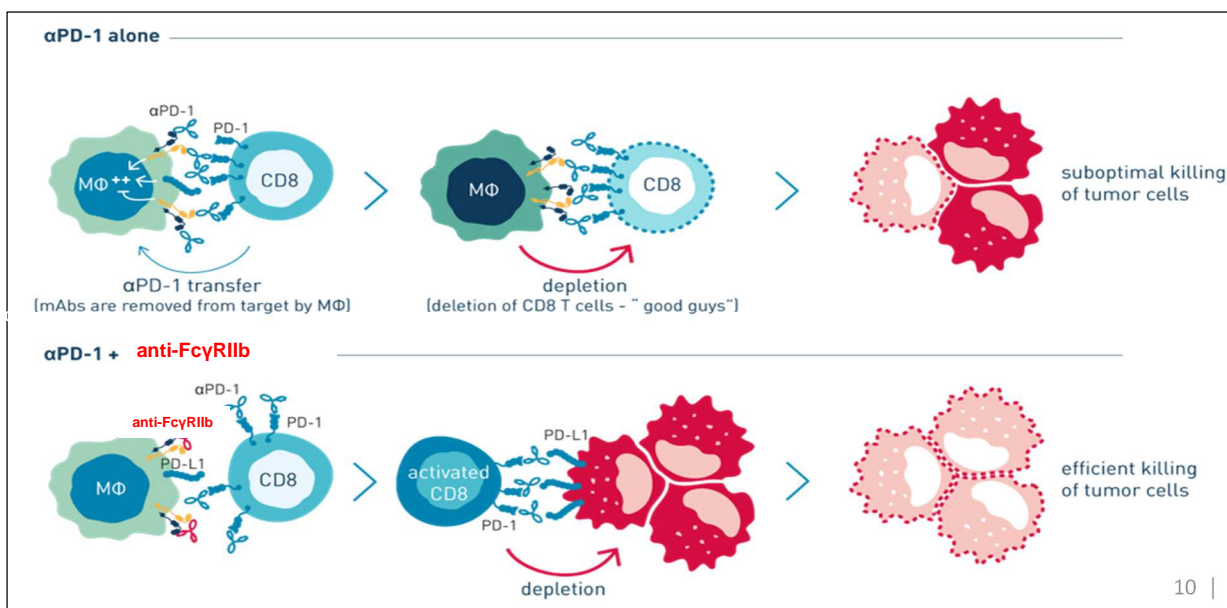 αPD-1 alone
αPD-1
PD-1
MΦ ++
CD8
αPD-1 transfer
(mAbs are removed from target by MΦ)
MΦ
CD8
depletion
(deletion of CD8 T cells - " good guys")
suboptimal killing
of tumor cells
αPD-1 + anti-FcγRIIb
αPD-1
anti-FcγRIIb
PD-1
PD-L1
MΦ
CD8
activated
CD8
PD-L1
PD-1
depletion
efficient killing
of tumor cells
10 |